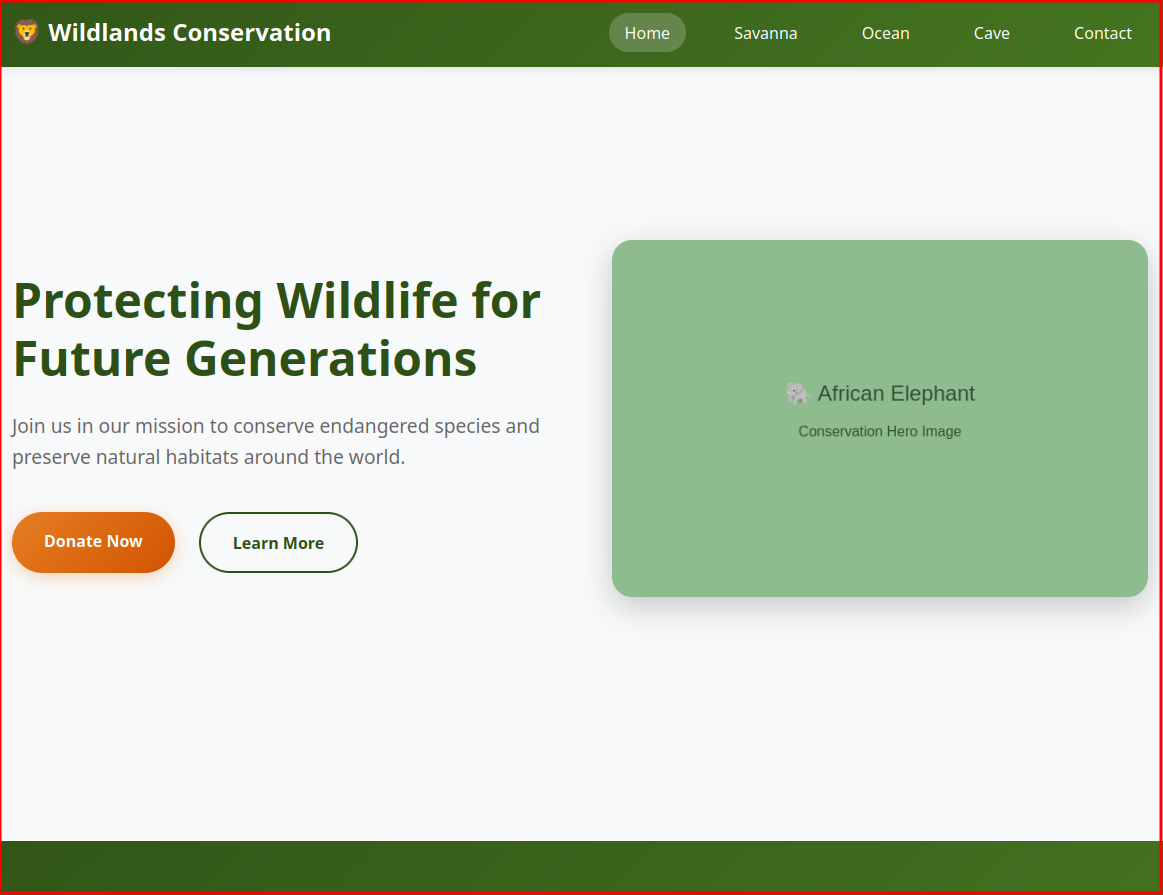 🦁 Wildlands Conservation
Home Savanna Ocean Cave Contact
Protecting Wildlife for
Future Generations
Join us in our mission to conserve endangered species and
preserve natural habitats around the world.
Donate Now Learn More
🐘 African Elephant
Conservation Hero Image